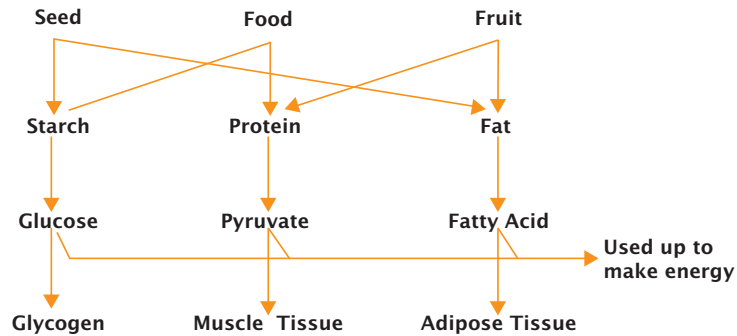 Seed
Food
Fruit
Starch
Protein
Fat
Glucose
Pyruvate
Fatty Acid
Used up to
make energy
Glycogen
Muscle Tissue
Adipose Tissue